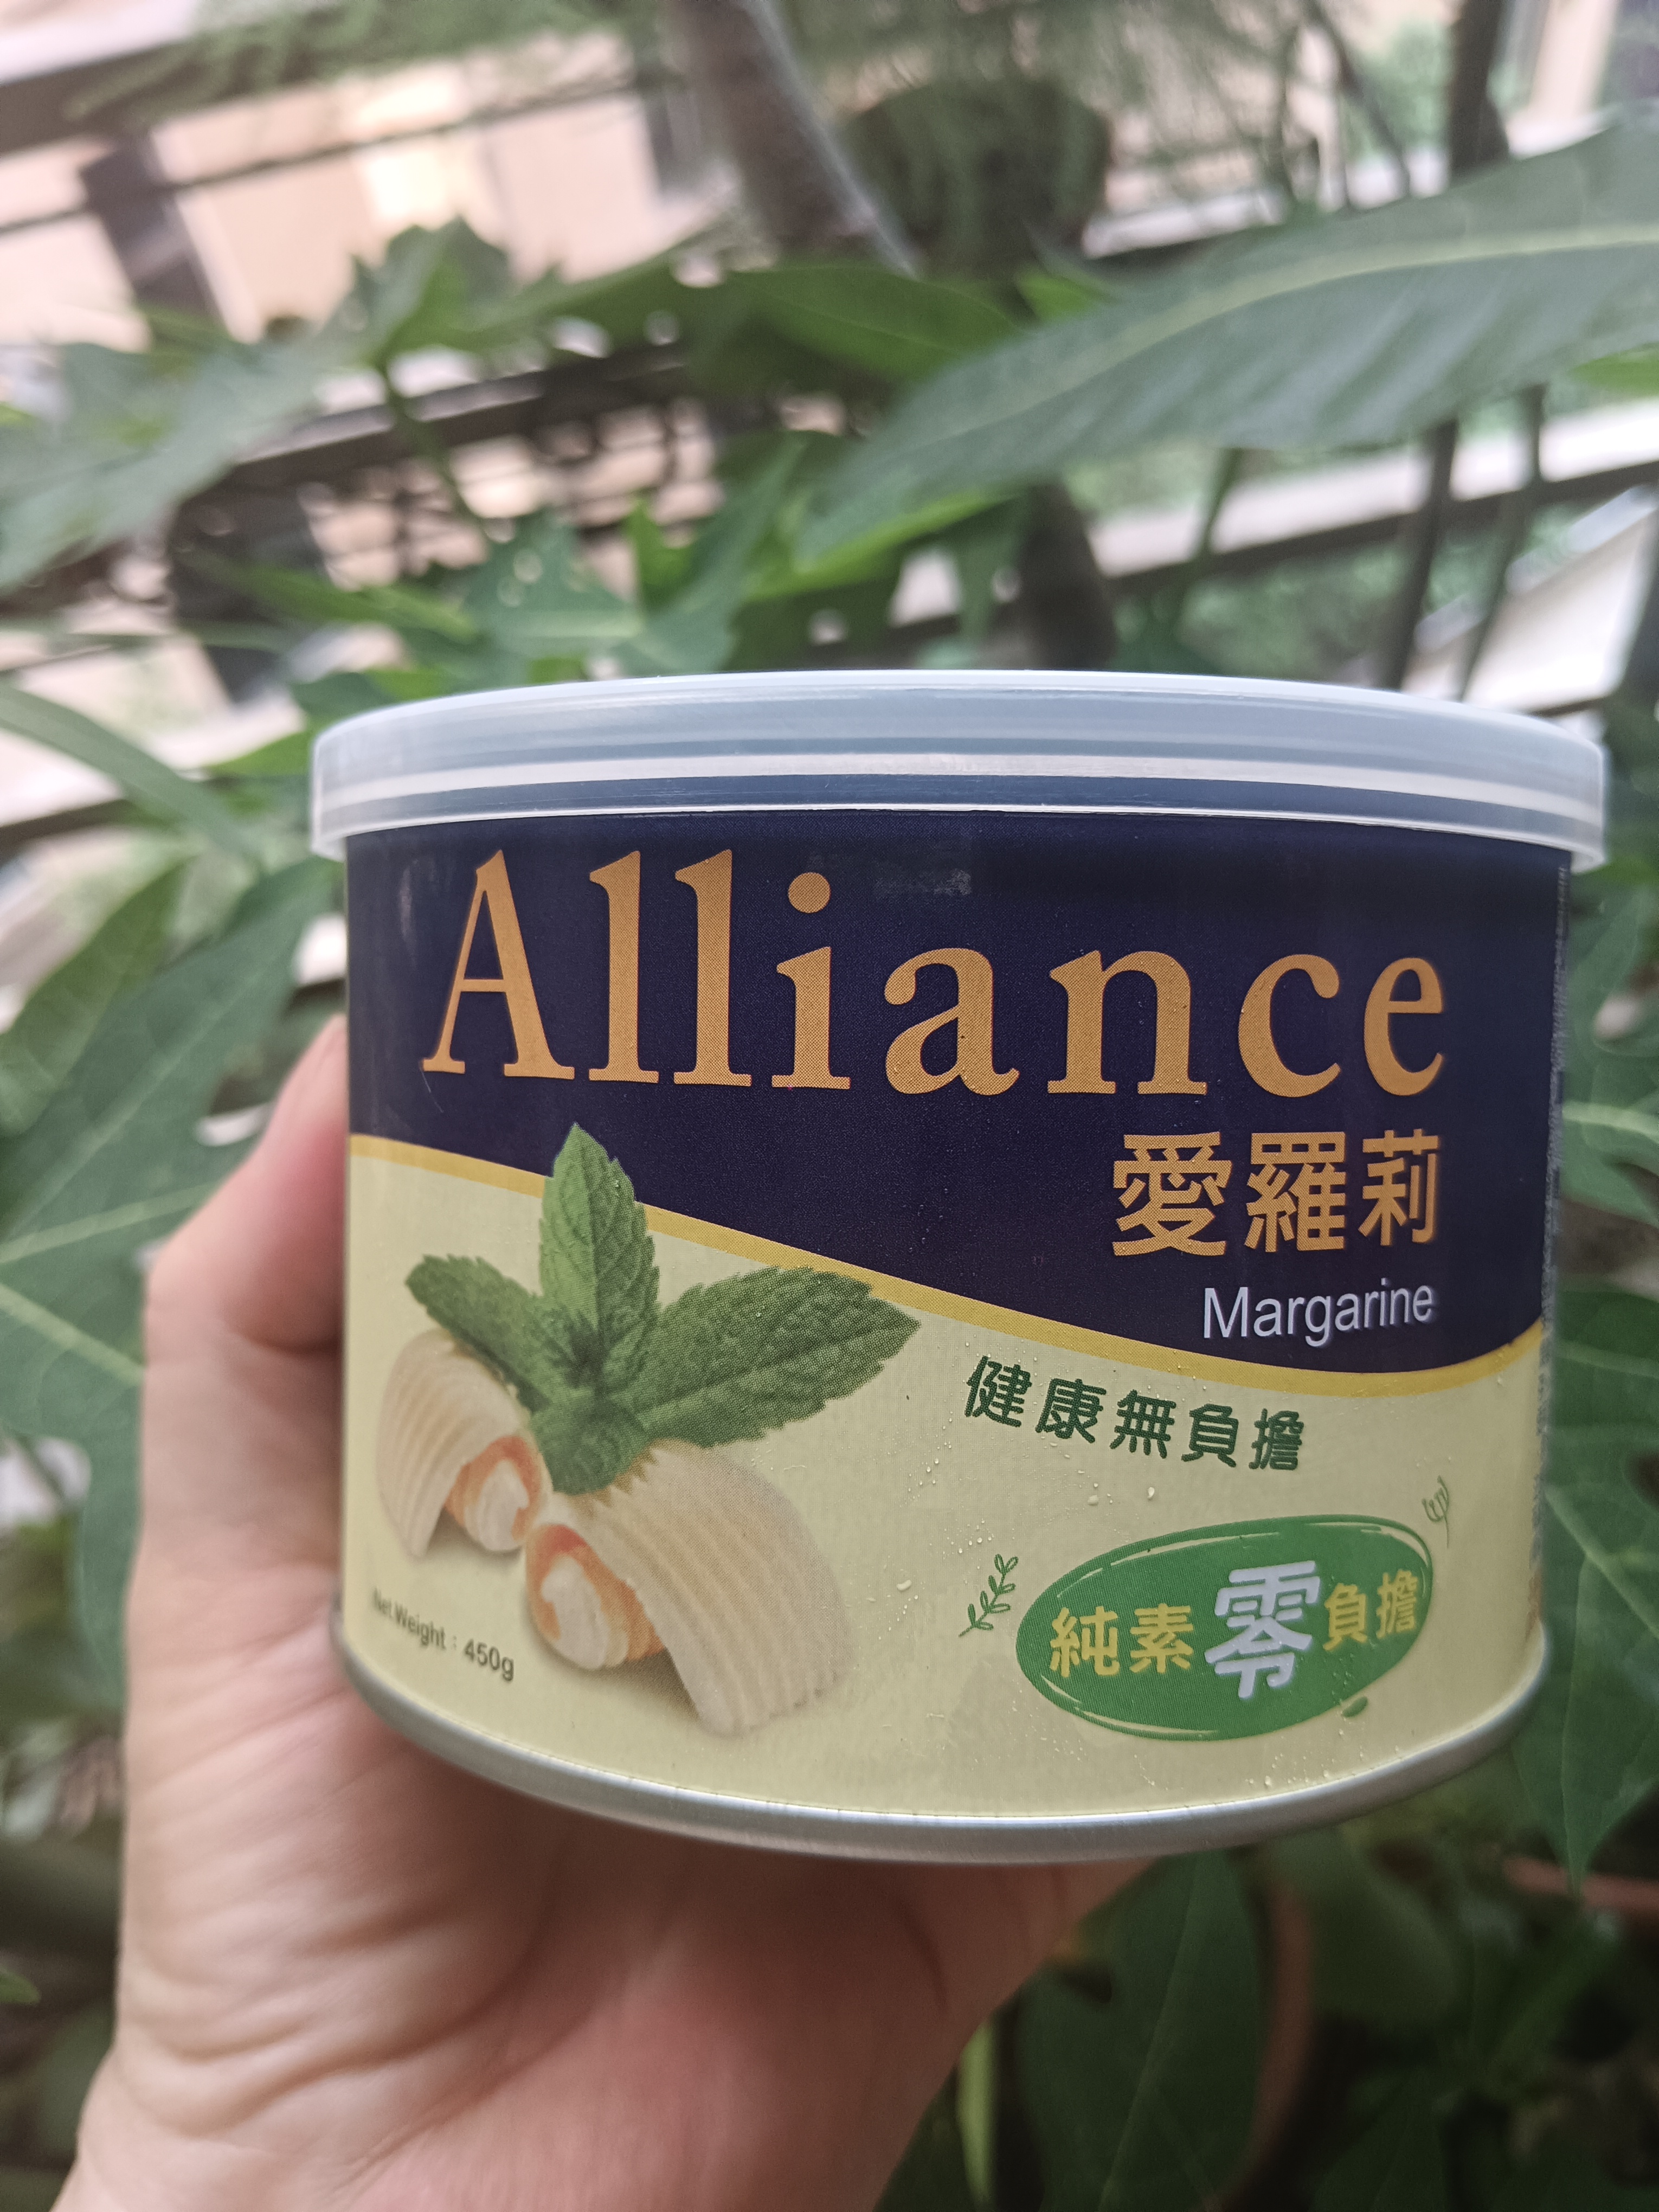 Alliance
愛羅莉
Margarine
健康無負擔
純素零負擔
Net Weight：450g